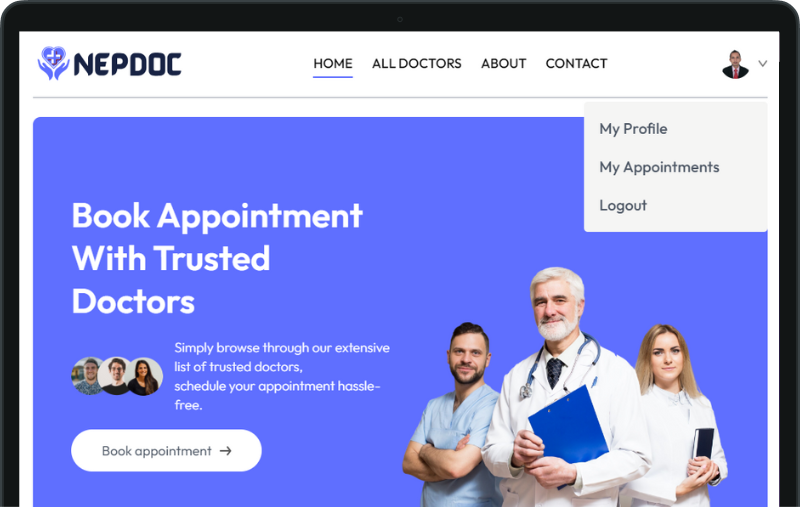 NEPDOC
HOME ALL DOCTORS ABOUT CONTACT
My Profile
My Appointments
Logout
Book Appointment
With Trusted
Doctors
Simply browse through our extensive
list of trusted doctors,
schedule your appointment hassle-
free.
Book appointment →